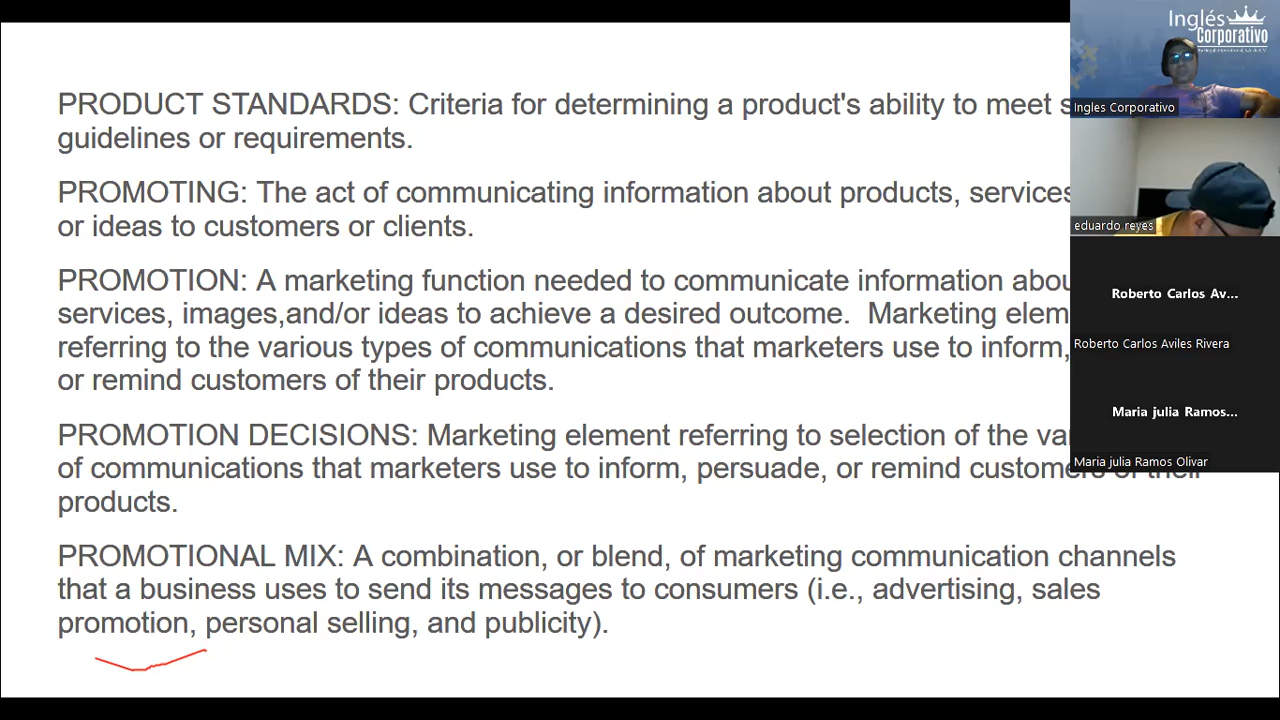 PRODUCT STANDARDS: Criteria for determining a product's ability to meet
guidelines or requirements.
PROMOTING: The act of communicating information about products, services
or ideas to customers or clients.
PROMOTION: A marketing function needed to communicate information
services, images,and/or ideas to achieve a desired outcome.  Marketing
referring to the various types of communications that marketers use to inform,
or remind customers of their products.
PROMOTION DECISIONS: Marketing element referring to selection of the
of communications that marketers use to inform, persuade, or remind customers of their
products.
PROMOTIONAL MIX: A combination, or blend, of marketing communication channels
that a business uses to send its messages to consumers (i.e., advertising, sales
promotion, personal selling, and publicity).
Inglés
Corporativo
Ingles Corporativo
eduardo reyes
Roberto Carlos Av...
Roberto Carlos Aviles Rivera
Maria julia Ramos...
Maria julia Ramos Olivar